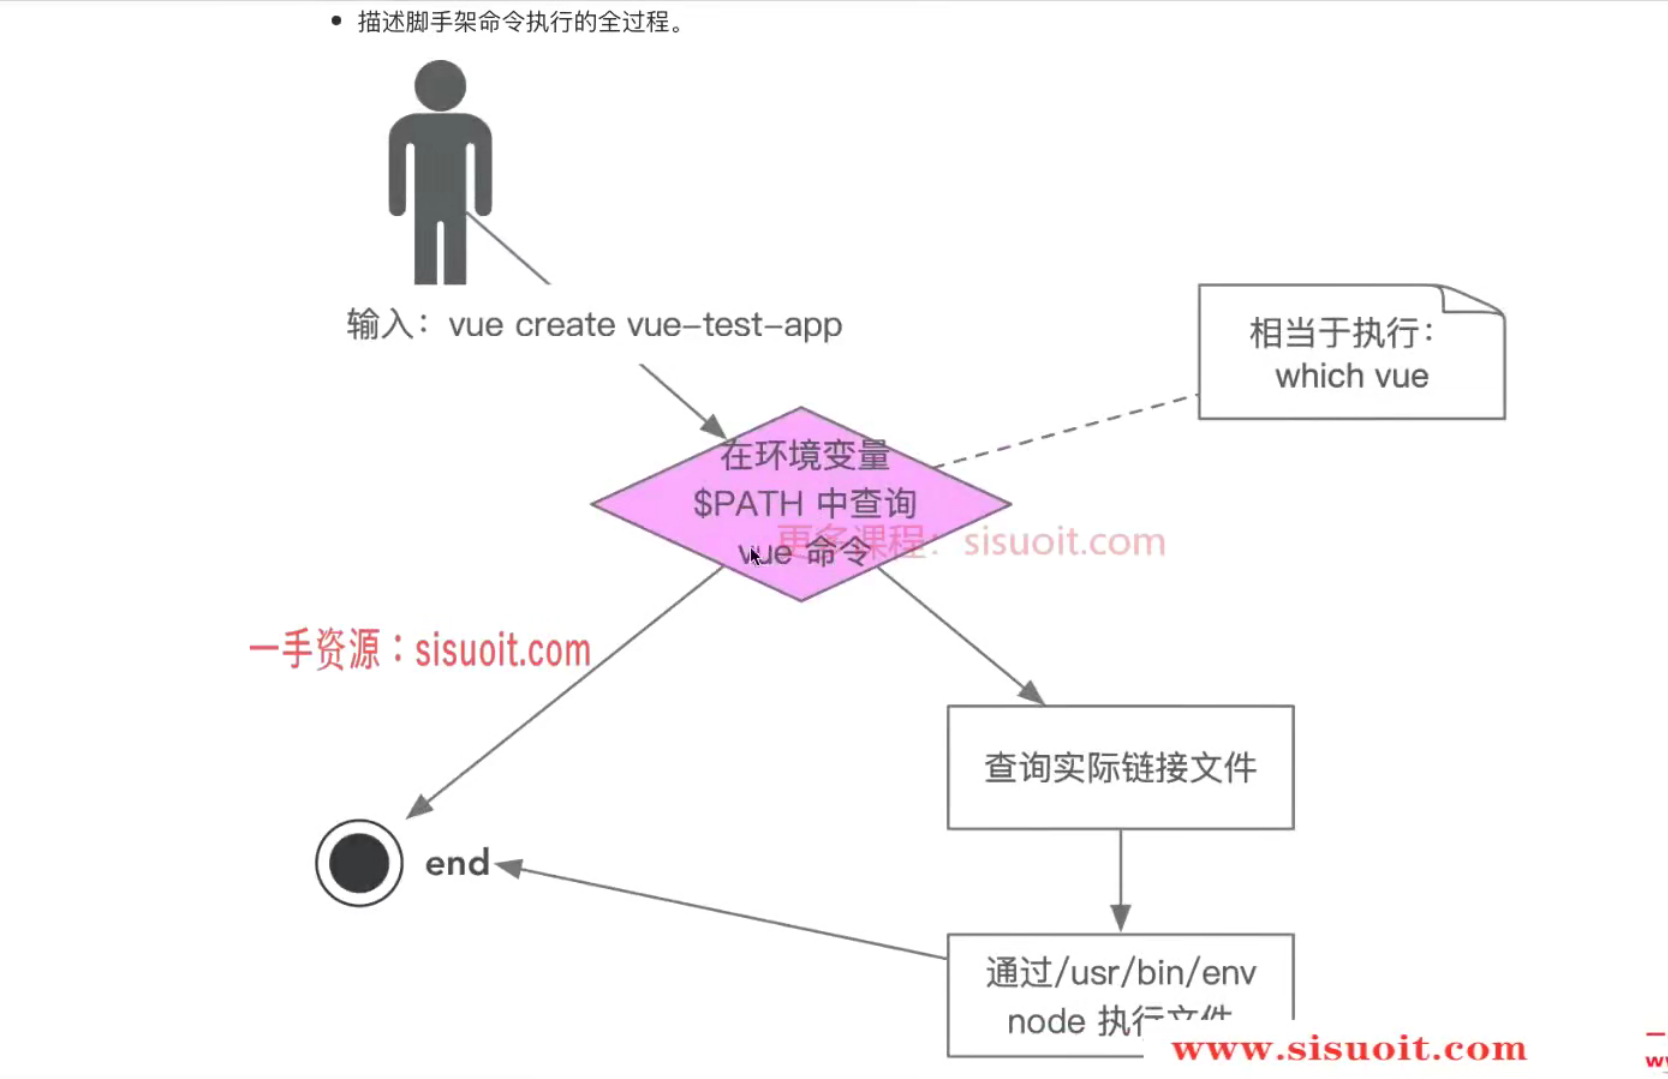 描述脚手架命令执行的全过程。
输入：vue create vue-test-app
相当于执行：
which vue
在环境变量
$PATH 中查询
vue 命令
更多课程：sisuoit.com
一手资源：sisuoit.com
查询实际链接文件
end
通过/usr/bin/env
node 执行文件
www.sisuoit.com